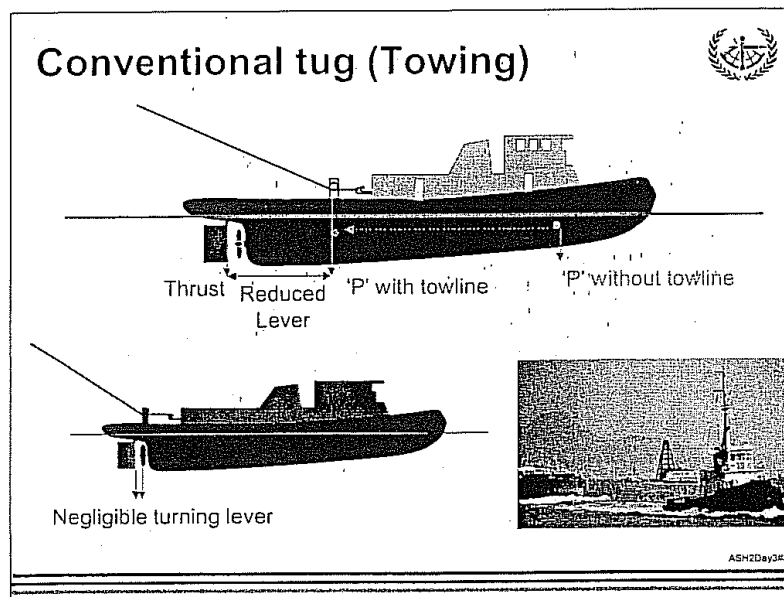 Conventional tug (Towing)
Thrust
Reduced
Lever
'P' with towline
'P' without towline
Negligible turning lever
ASH2Day3#